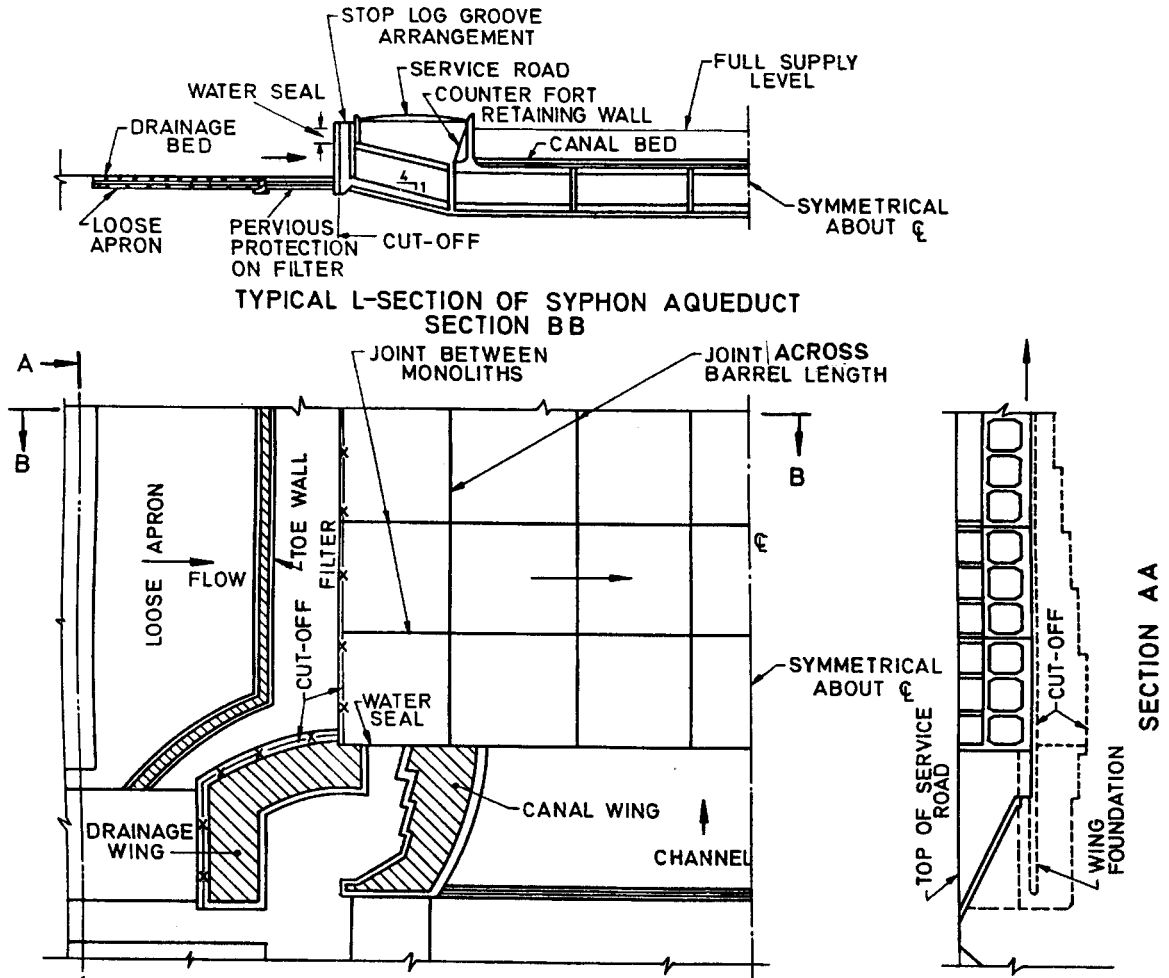 STOP LOG GROOVE
ARRANGEMENT
SERVICE ROAD
WATER SEAL
COUNTER FORT
RETAINING WALL
FULL SUPPLY
LEVEL
DRAINAGE
BED
CANAL BED
4
1
LOOSE
APRON
PERVIOUS
PROTECTION
ON FILTER
CUT-OFF
SYMMETRICAL
ABOUT ℄
TYPICAL L-SECTION OF SYPHON AQUEDUCT
SECTION BB
A
JOINT BETWEEN
MONOLITHS
JOINT ACROSS
BARREL LENGTH
B
B
LOOSE APRON
FLOW
TOE WALL
FILTER
CUT-OFF
℄
WATER
SEAL
SYMMETRICAL
ABOUT ℄
DRAINAGE
WING
CANAL WING
CHANNEL
TOP OF SERVICE
ROAD
CUT-OFF
WING
FOUNDATION
SECTION AA